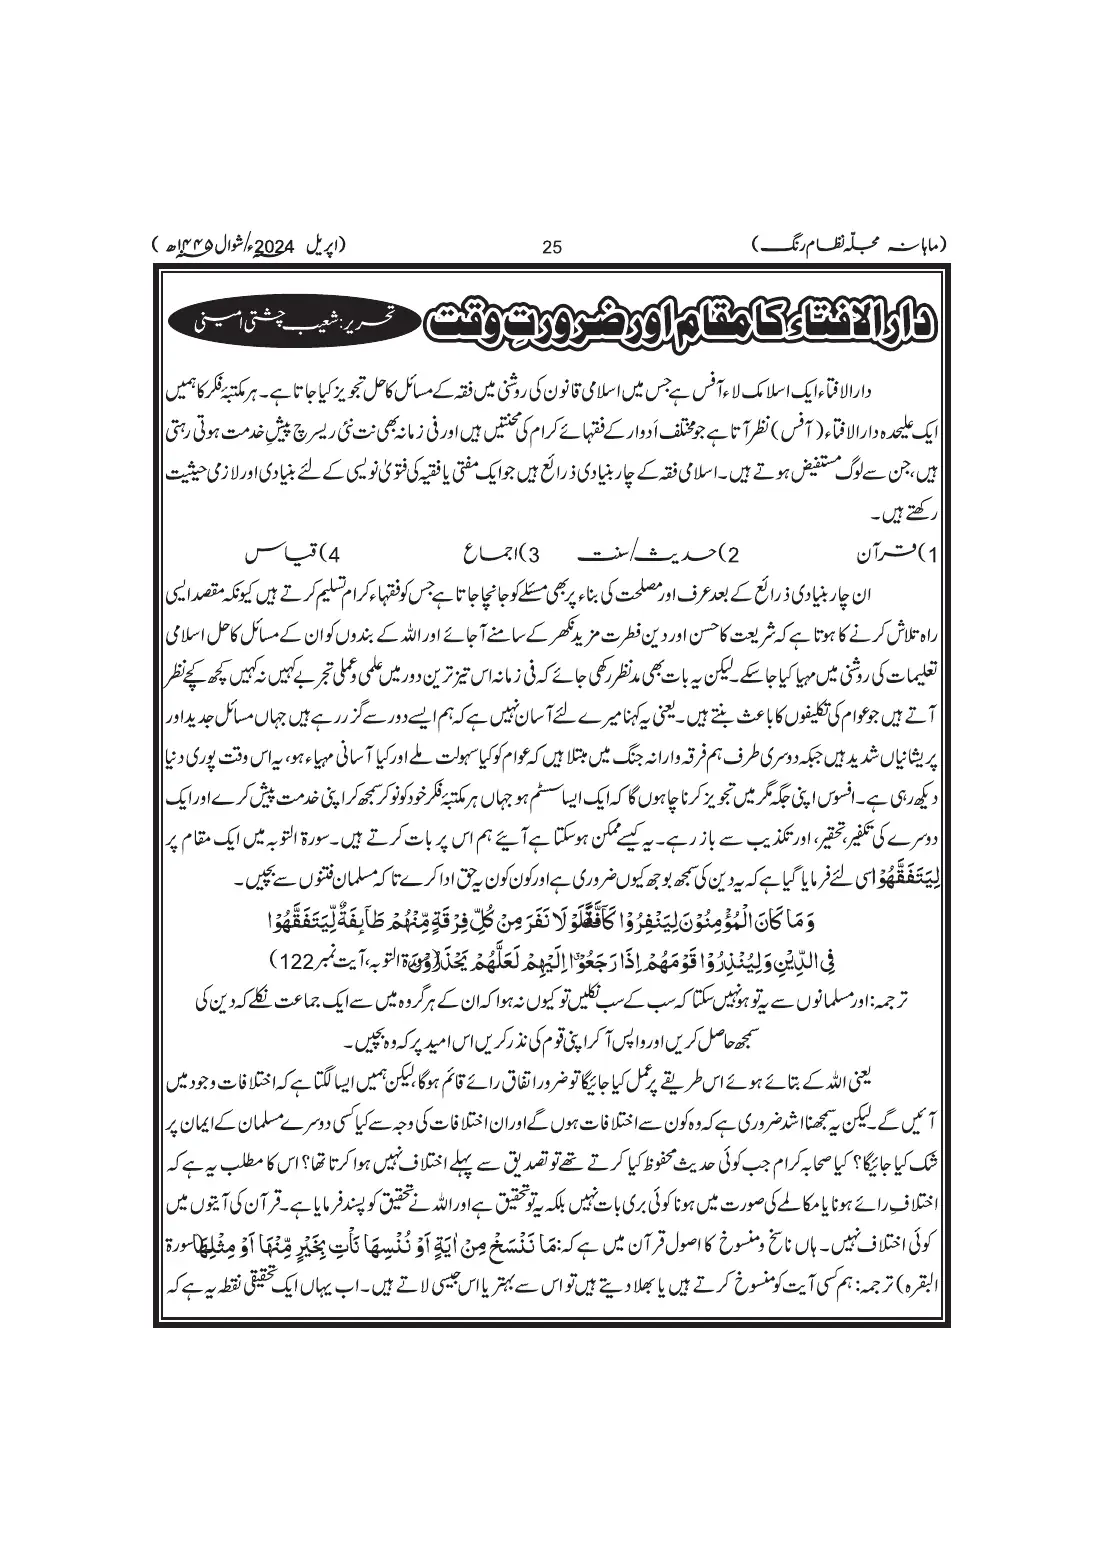 (ماہانہ مجلّہ نظام رنگ) 25 (اپریل 2024ء/شوال ۱۴۴۵ھ)
دارالافتاء کا مقام اور ضرورتِ وقت
تحریر: شعیب چشتی امینی
دارالافتاء ایک اسلامک لاء آفس ہے جس میں اسلامی قانون کی روشنی میں فقہ کے مسائل کا حل تجویز کیا جاتا ہے۔ ہر مکتبۂ فکر کا ہمیں
ایک علیحدہ دارالافتاء (آفس) نظر آتا ہے جو مختلف اَدوار کے فقہائے کرام کی محنتیں ہیں اور فی زمانہ بھی نت نئی ریسرچ پیشِ خدمت ہوتی رہتی
ہیں، جن سے لوگ مستفیض ہوتے ہیں۔ اسلامی فقہ کے چار بنیادی ذرائع ہیں جو ایک مفتی یا فقیہ کی فتویٰ نویسی کے لئے بنیادی اور لازمی حیثیت
رکھتے ہیں۔
1) قرآن 2) حدیث/سنت 3) اجماع 4) قیاس
ان چار بنیادی ذرائع کے بعد عرف اور مصلحت کی بناء پر بھی مسئلے کو جانچا جاتا ہے جس کو فقہاء کرام تسلیم کرتے ہیں کیونکہ مقصد ایسی
راہ تلاش کرنے کا ہوتا ہے کہ شریعت کا حسن اور دین فطرت مزید نکھر کے سامنے آجائے اور اللہ کے بندوں کو ان کے مسائل کا حل اسلامی
تعلیمات کی روشنی میں مہیا کیا جاسکے۔ لیکن یہ بات بھی مدنظر رکھی جائے کہ فی زمانہ اس تیز ترین دور میں علمی و عملی تجربے کہیں نہ کہیں کچھ کچے نظر
آتے ہیں جو عوام کی تکلیفوں کا باعث بنتے ہیں۔ یعنی یہ کہنا میرے لئے آسان نہیں ہے کہ ہم ایسے دور سے گزر رہے ہیں جہاں مسائل جدید اور
پریشانیاں شدید ہیں جبکہ دوسری طرف ہم فرقہ وارانہ جنگ میں مبتلا ہیں کہ عوام کو کیا سہولت ملے اور کیا آسانی مہیاء ہو، یہ اس وقت پوری دنیا
دیکھ رہی ہے۔ افسوس اپنی جگہ مگر میں تجویز کرنا چاہوں گا کہ ایک ایسا سسٹم ہو جہاں ہر مکتبۂ فکر خود کو نوکر سمجھ کر اپنی خدمت پیش کرے اور ایک
دوسرے کی تکفیر، تحقیر، اور تکذیب سے باز رہے۔ یہ کیسے ممکن ہوسکتا ہے آیئے ہم اس پر بات کرتے ہیں۔ سورۃ التوبہ میں ایک مقام پر
لِیَتَفَقَّهُوْا اسی لئے فرمایا گیا ہے کہ یہ دین کی سمجھ بوجھ کیوں ضروری ہے اور کون کون یہ حق ادا کرے تاکہ مسلمان فتنوں سے بچیں۔
وَمَا کَانَ الْمُؤْمِنُوْنَ لِیَنْفِرُوْا کَآفَّةً فَلَوْلَا نَفَرَ مِنْ کُلِّ فِرْقَةٍ مِّنْهُمْ طَآىِٕفَةٌ لِّیَتَفَقَّهُوْا
فِی الدِّیْنِ وَ لِیُنْذِرُوْا قَوْمَهُمْ اِذَا رَجَعُوْۤا اِلَیْهِمْ لَعَلَّهُمْ یَحْذَرُوْنَ (سورۃ التوبہ، آیت نمبر 122)
ترجمہ: اور مسلمانوں سے یہ تو ہو نہیں سکتا کہ سب کے سب نکلیں تو کیوں نہ ہوا کہ ان کے ہر گروہ میں سے ایک جماعت نکلے کہ دین کی
سمجھ حاصل کریں اور واپس آکر اپنی قوم کی نذر کریں اس امید پر کہ وہ بچیں۔
یعنی اللہ کے بتائے ہوئے اس طریقے پر عمل کیا جائیگا تو ضرور اتفاق رائے قائم ہوگا، لیکن ہمیں ایسا لگتا ہے کہ اختلافات وجود میں
آئیں گے۔ لیکن یہ سمجھنا اشد ضروری ہے کہ وہ کون سے اختلافات ہوں گے اور ان اختلافات کی وجہ سے کیا کسی دوسرے مسلمان کے ایمان پر
شک کیا جائیگا؟ کیا صحابہ کرام جب کوئی حدیث محفوظ کیا کرتے تھے تو تصدیق سے پہلے اختلاف نہیں ہوا کرتا تھا؟ اس کا مطلب یہ ہے کہ
اختلافِ رائے ہونا یا مکالمے کی صورت میں ہونا کوئی بری بات نہیں بلکہ یہ تو تحقیق ہے اور اللہ نے تحقیق کو پسند فرمایا ہے۔ قرآن کی آیتوں میں
کوئی اختلاف نہیں۔ ہاں ناسخ و منسوخ کا اصول قرآن میں ہے کہ: مَا نَنْسَخْ مِنْ اٰیَةٍ اَوْ نُنْسِهَا نَاْتِ بِخَیْرٍ مِّنْهَاۤ اَوْ مِثْلِهَا (سورۃ
البقرہ) ترجمہ: ہم کسی آیت کو منسوخ کرتے ہیں یا بھلا دیتے ہیں تو اس سے بہتر یا اس جیسی لاتے ہیں۔ اب یہاں ایک تحقیقی نقطہ یہ ہے کہ